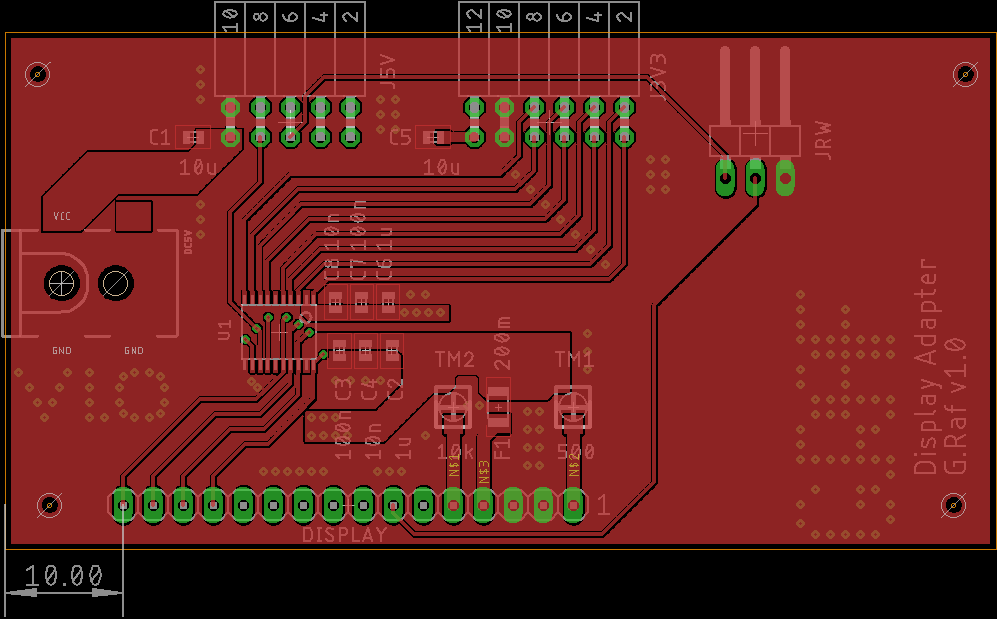 10 8 6 4 2
12 10 8 6 4 2
J5V
J3V3
C1
10u
C5
10u
JRW
VCC
DC5V
GND GND
C8 10n
C7 100n
C6 1u
U1
C3
100n
C4
10n
C2
1u
TM2
10k
200m
F1
TM1
500
N$1
N$3
N$2
1
DISPLAY
Display Adapter
G.Raf v1.0
10.00